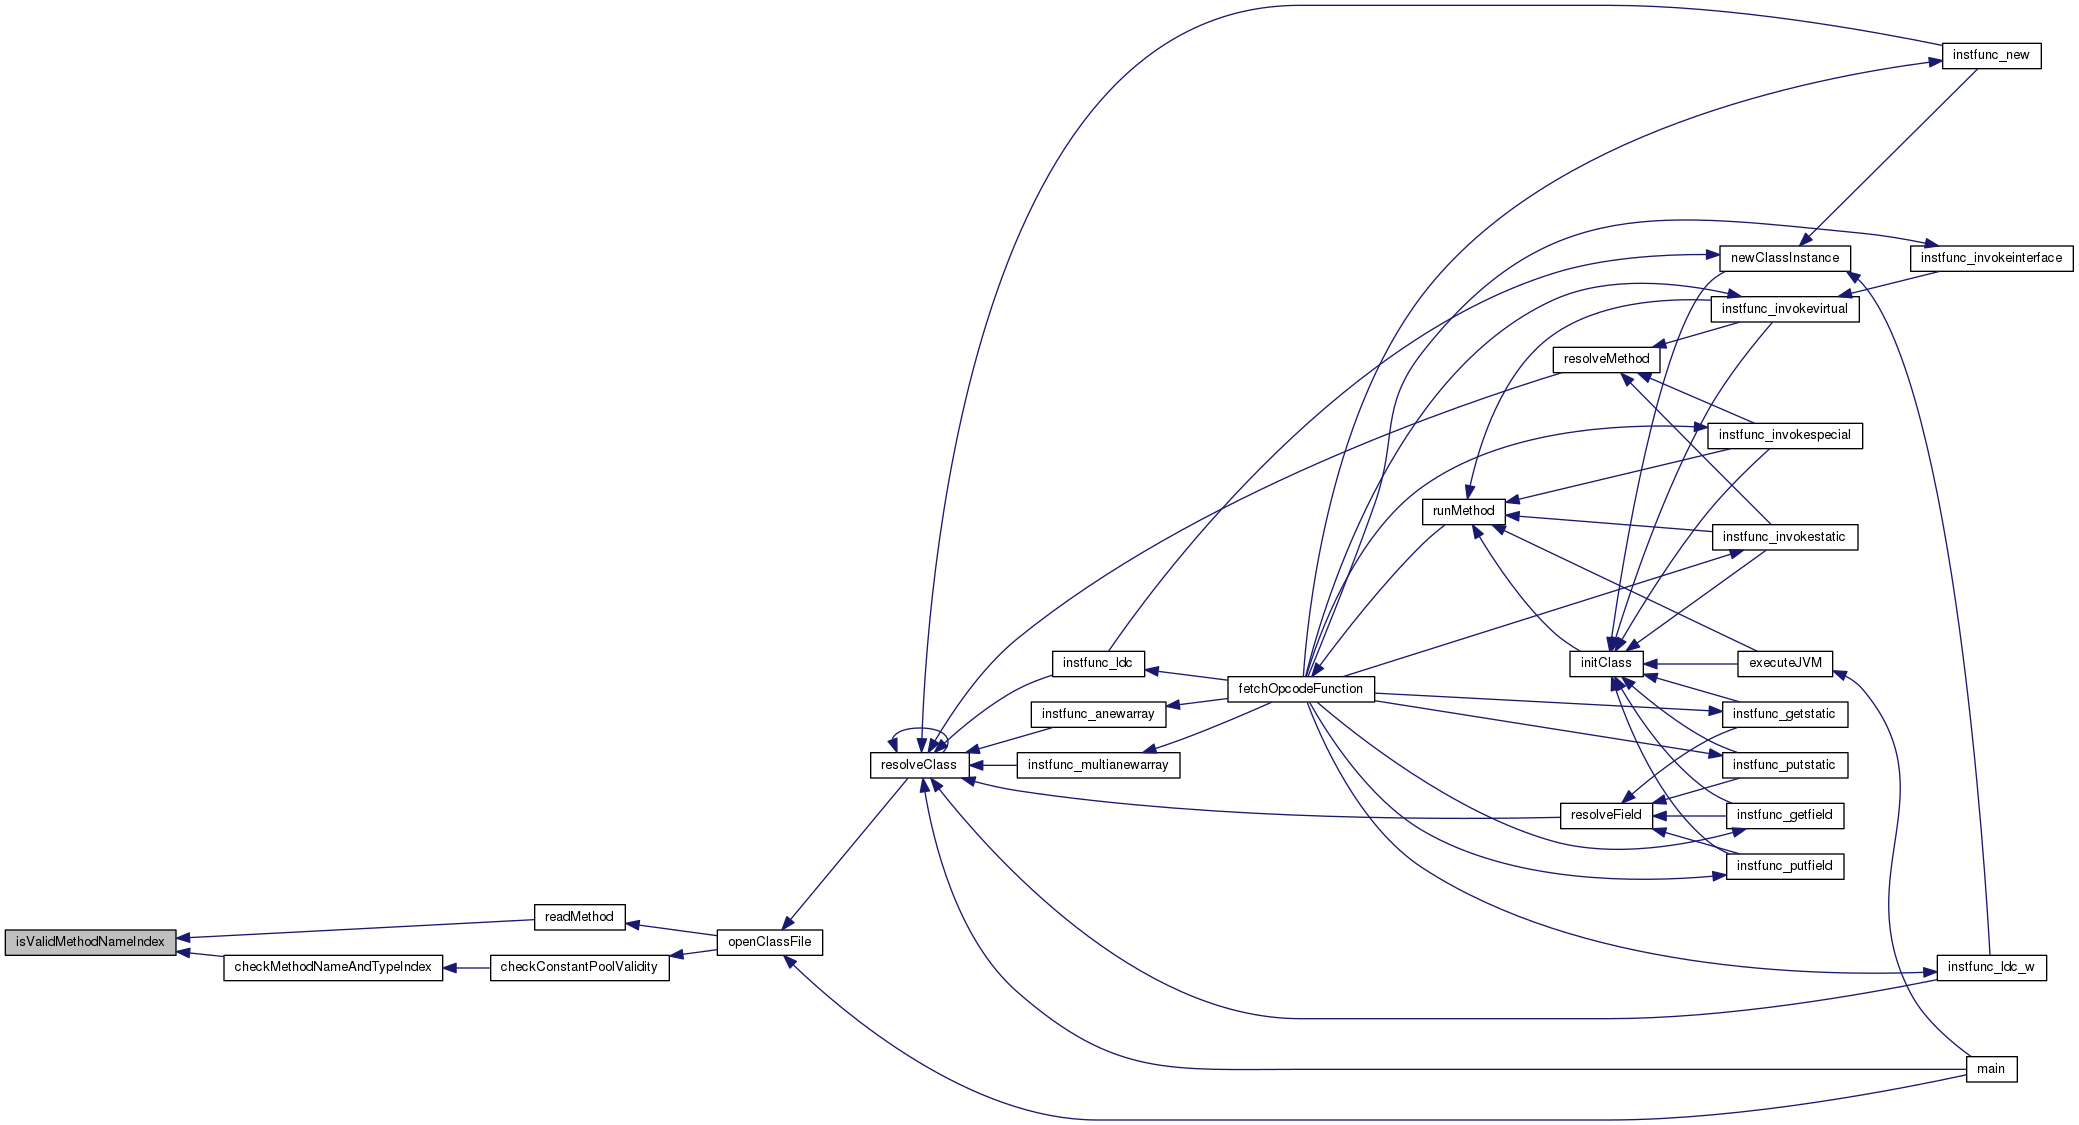 instfunc_new
newClassInstance
instfunc_invokeinterface
instfunc_invokevirtual
resolveMethod
instfunc_invokespecial
runMethod
instfunc_invokestatic
instfunc_ldc
initClass
executeJVM
fetchOpcodeFunction
instfunc_anewarray
instfunc_getstatic
resolveClass
instfunc_multianewarray
instfunc_putstatic
resolveField
instfunc_getfield
instfunc_putfield
readMethod
isValidMethodNameIndex
openClassFile
checkMethodNameAndTypeIndex
checkConstantPoolValidity
instfunc_ldc_w
main